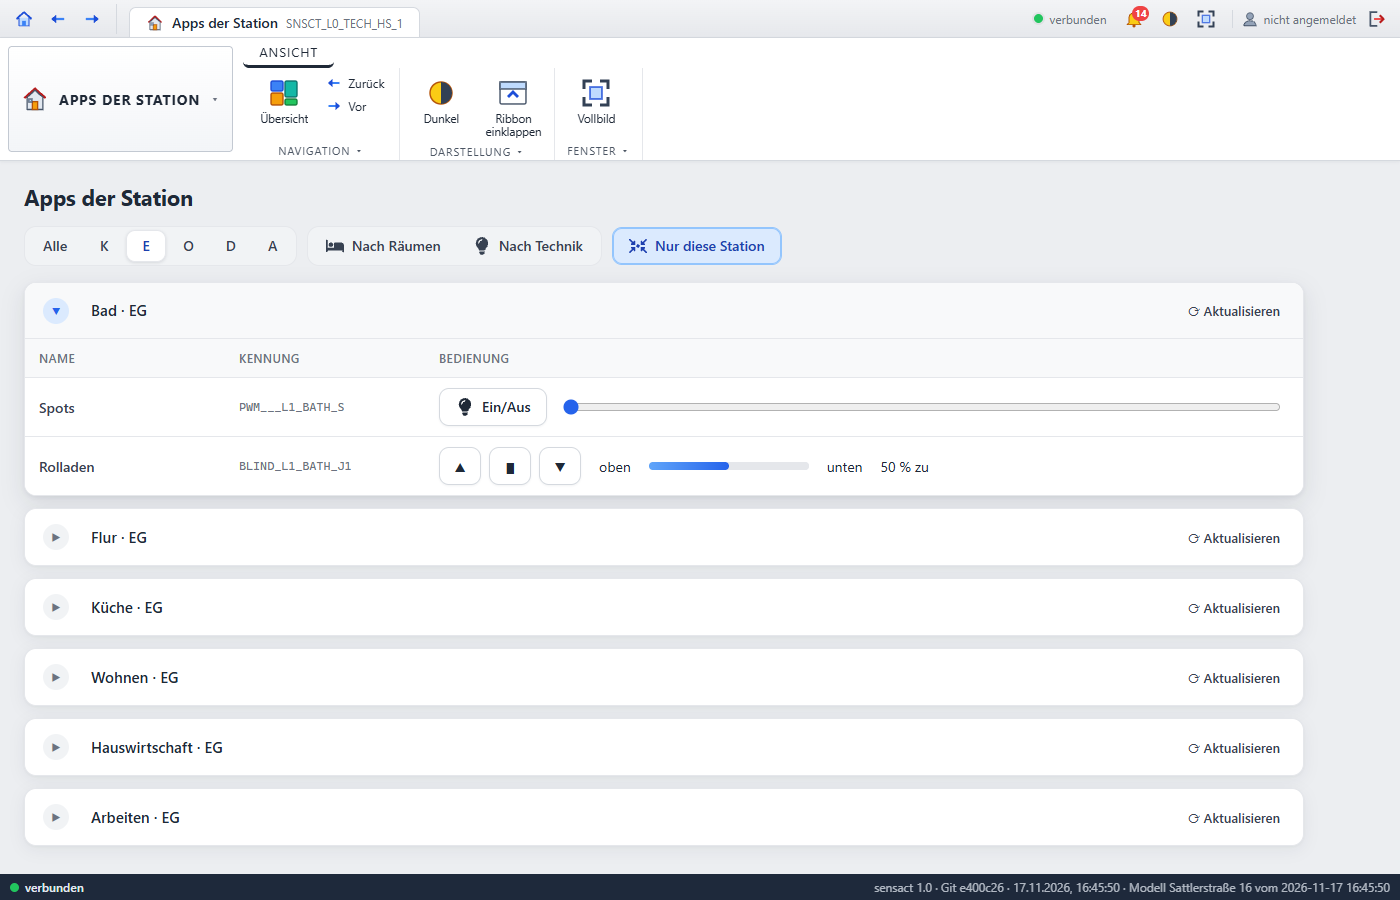 Apps der Station SNSCT_L0_TECH_HS_1
verbunden
14
nicht angemeldet
APPS DER STATION
ANSICHT
Übersicht
Zurück
Vor
NAVIGATION
Dunkel
Ribbon
einklappen
DARSTELLUNG
Vollbild
FENSTER
Apps der Station
Alle K E O D A Nach Räumen Nach Technik Nur diese Station
Bad · EG Aktualisieren
NAME KENNUNG BEDIENUNG
Spots PWM___L1_BATH_S Ein/Aus
Rolladen BLIND_L1_BATH_J1 oben unten 50 % zu
Flur · EG Aktualisieren
Küche · EG Aktualisieren
Wohnen · EG Aktualisieren
Hauswirtschaft · EG Aktualisieren
Arbeiten · EG Aktualisieren
verbunden sensact 1.0 · Git e400c26 · 17.11.2026, 16:45:50 · Modell Sattlerstraße 16 vom 2026-11-17 16:45:50